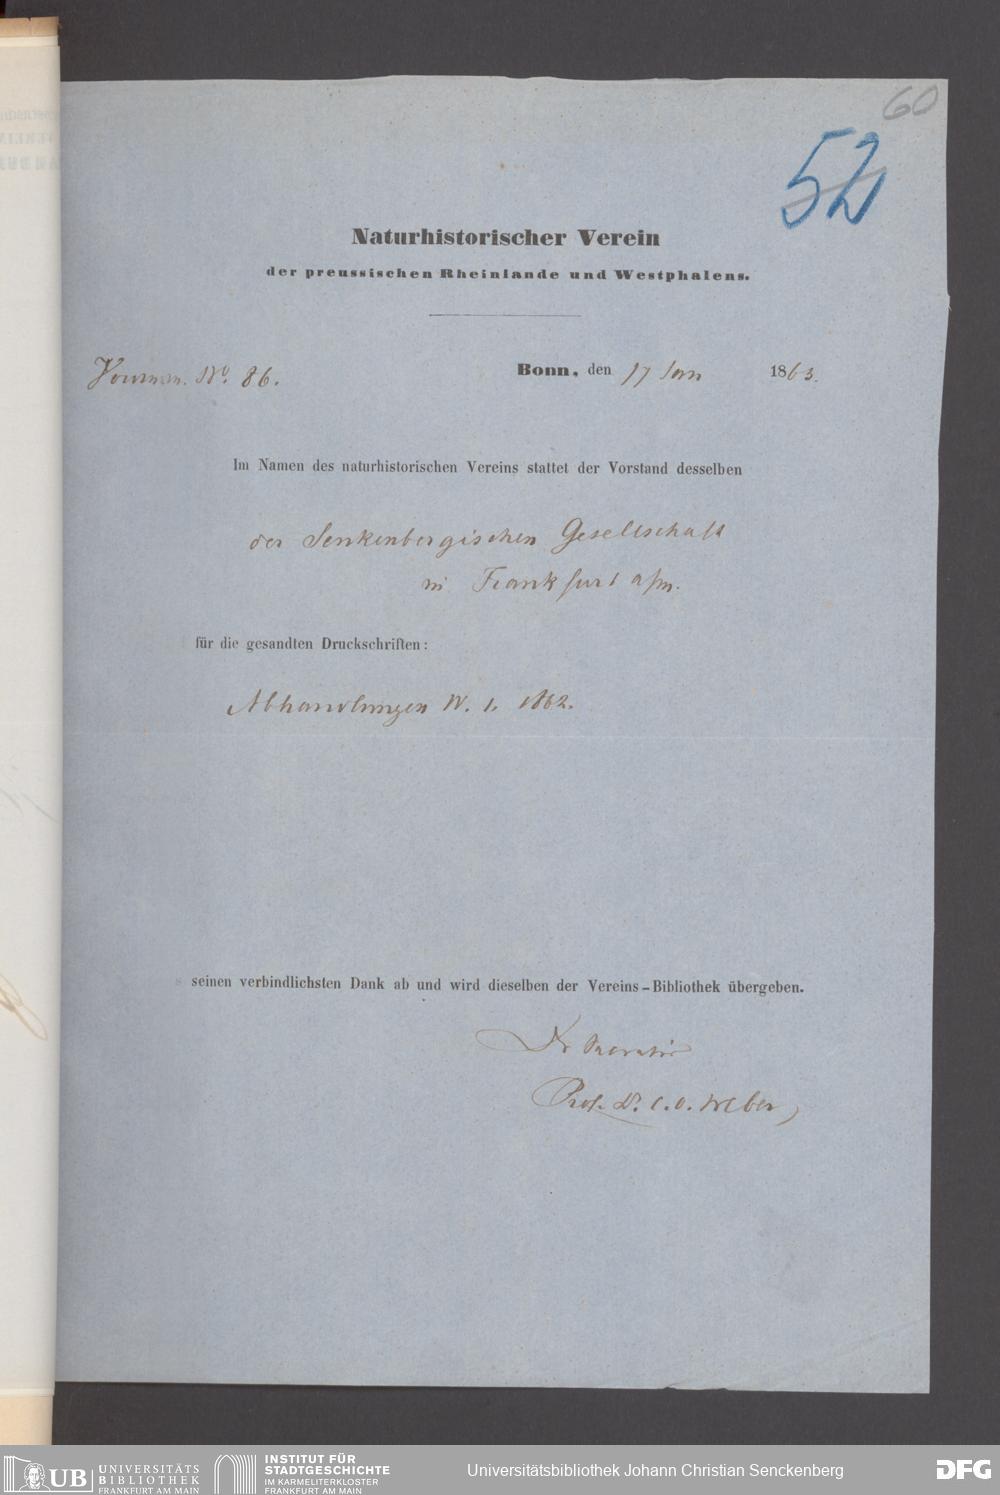 60
52
Naturhistorischer Verein
der preussischen Rheinlande und Westphalens.
Journ. No. 86.
Bonn, den 17 Jan 1863.
Im Namen des naturhistorischen Vereins stattet der Vorstand desselben
der Senkenbergischen Gesellschaft
in Frankfurt a/m.
für die gesandten Druckschriften:
Abhandlungen IV. 1. 1862.
seinen verbindlichsten Dank ab und wird dieselben der Vereins-Bibliothek übergeben.
Prof. Dr. C. O. Weber
UB UNIVERSITÄTS
BIBLIOTHEK
FRANKFURT AM MAIN
INSTITUT FÜR
STADTGESCHICHTE
IM KARMELITERKLOSTER
FRANKFURT AM MAIN
Universitätsbibliothek Johann Christian Senckenberg
DFG